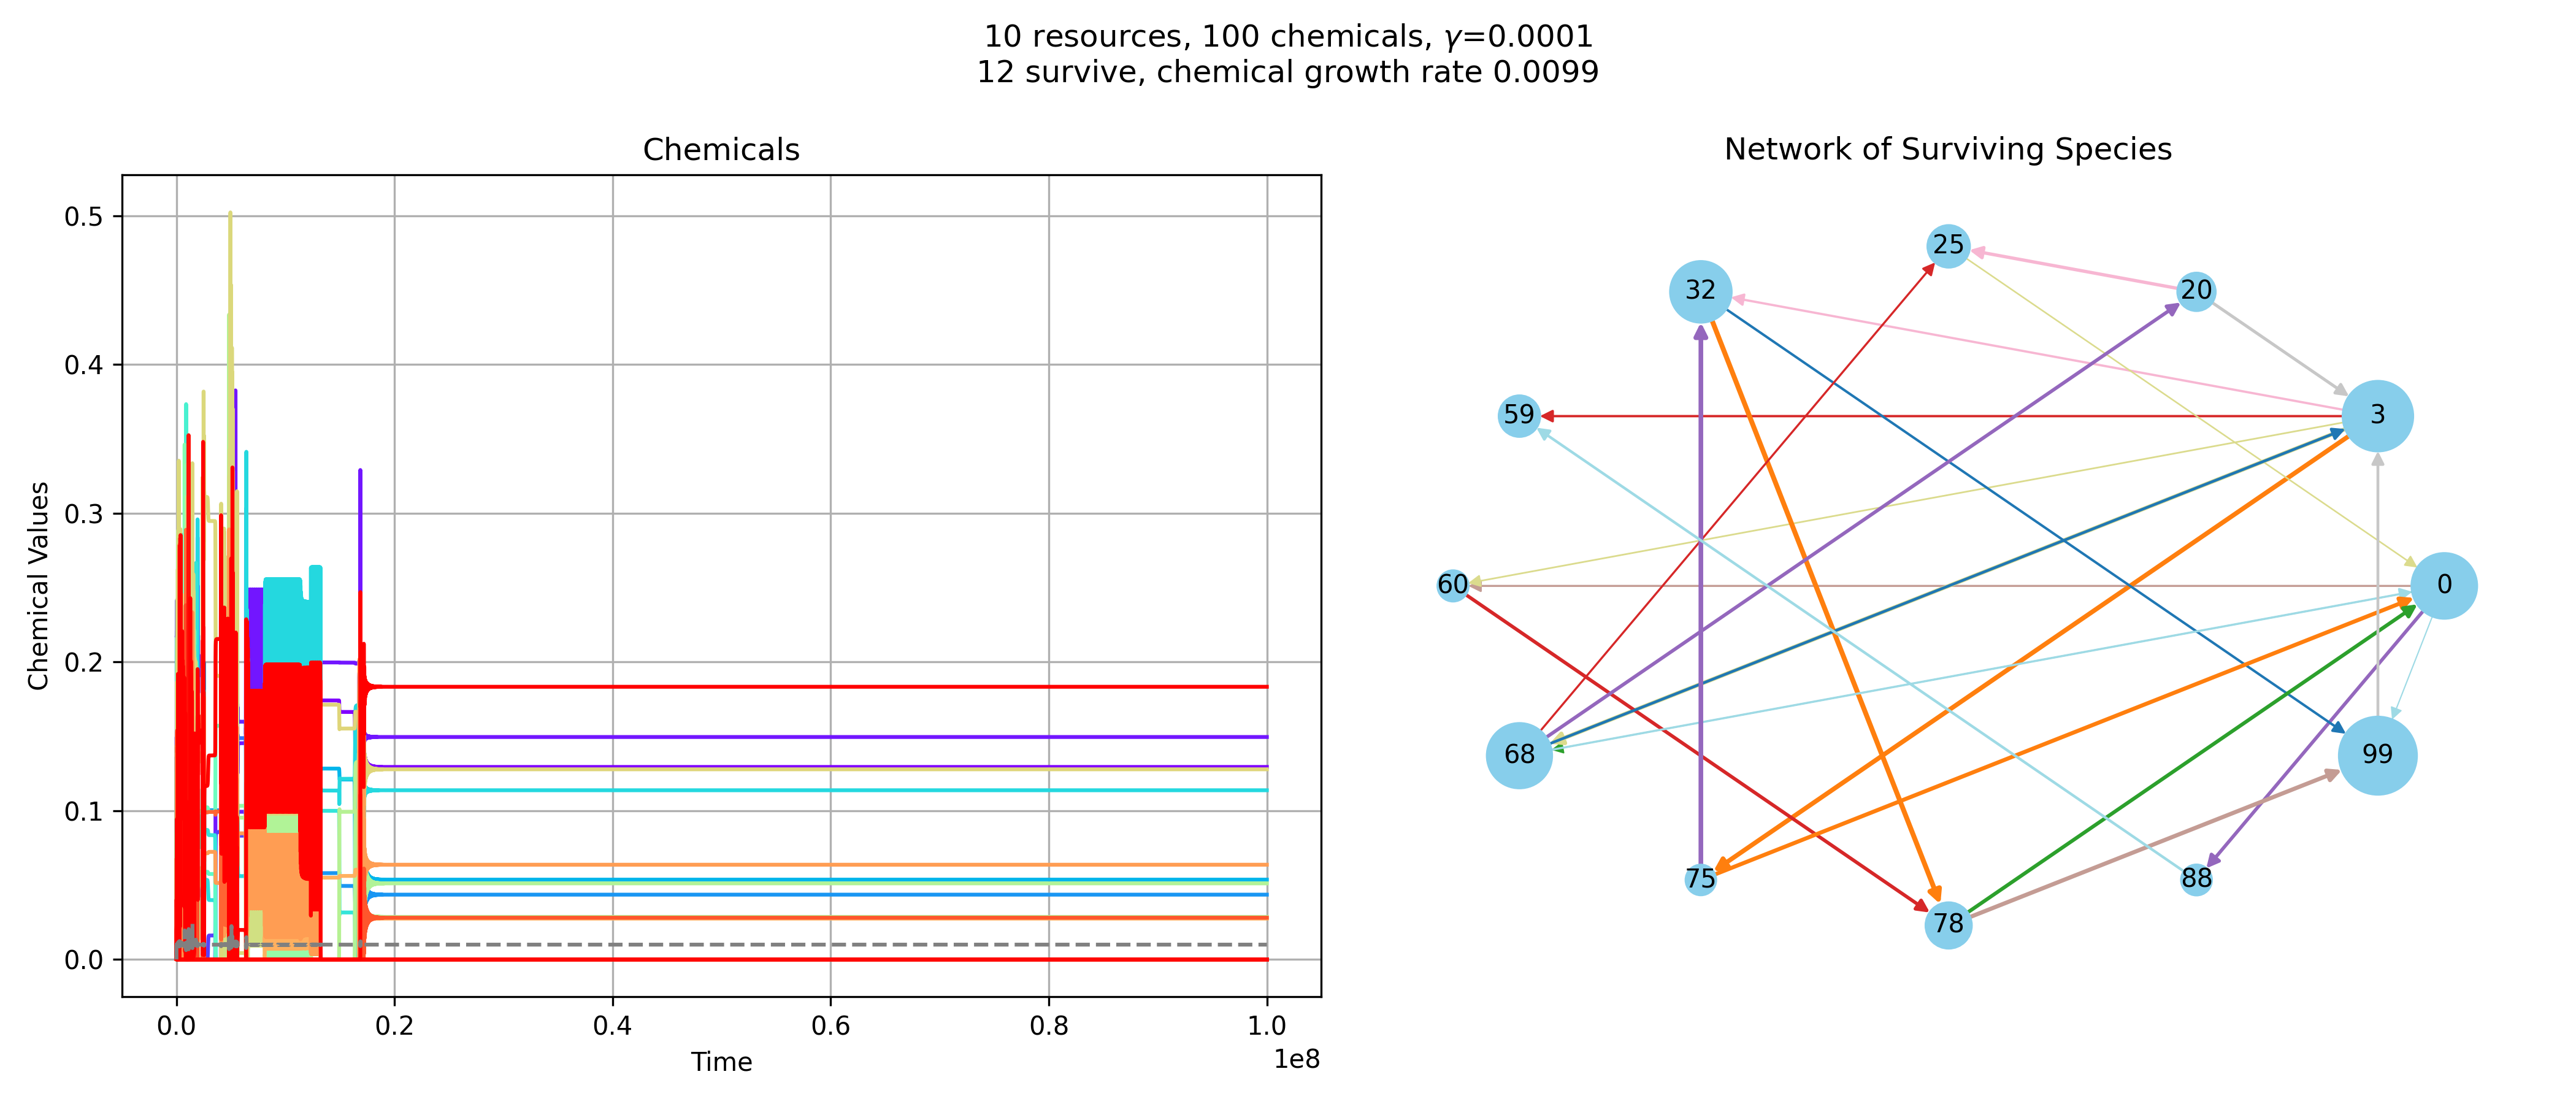 10 resources, 100 chemicals, γ=0.0001
12 survive, chemical growth rate 0.0099
Chemicals
Chemical Values
0.5
0.4
0.3
0.2
0.1
0.0
0.0 0.2 0.4 0.6 0.8 1.0
1e8
Time
Network of Surviving Species
25
32
20
59
3
60
0
68
99
75
88
78